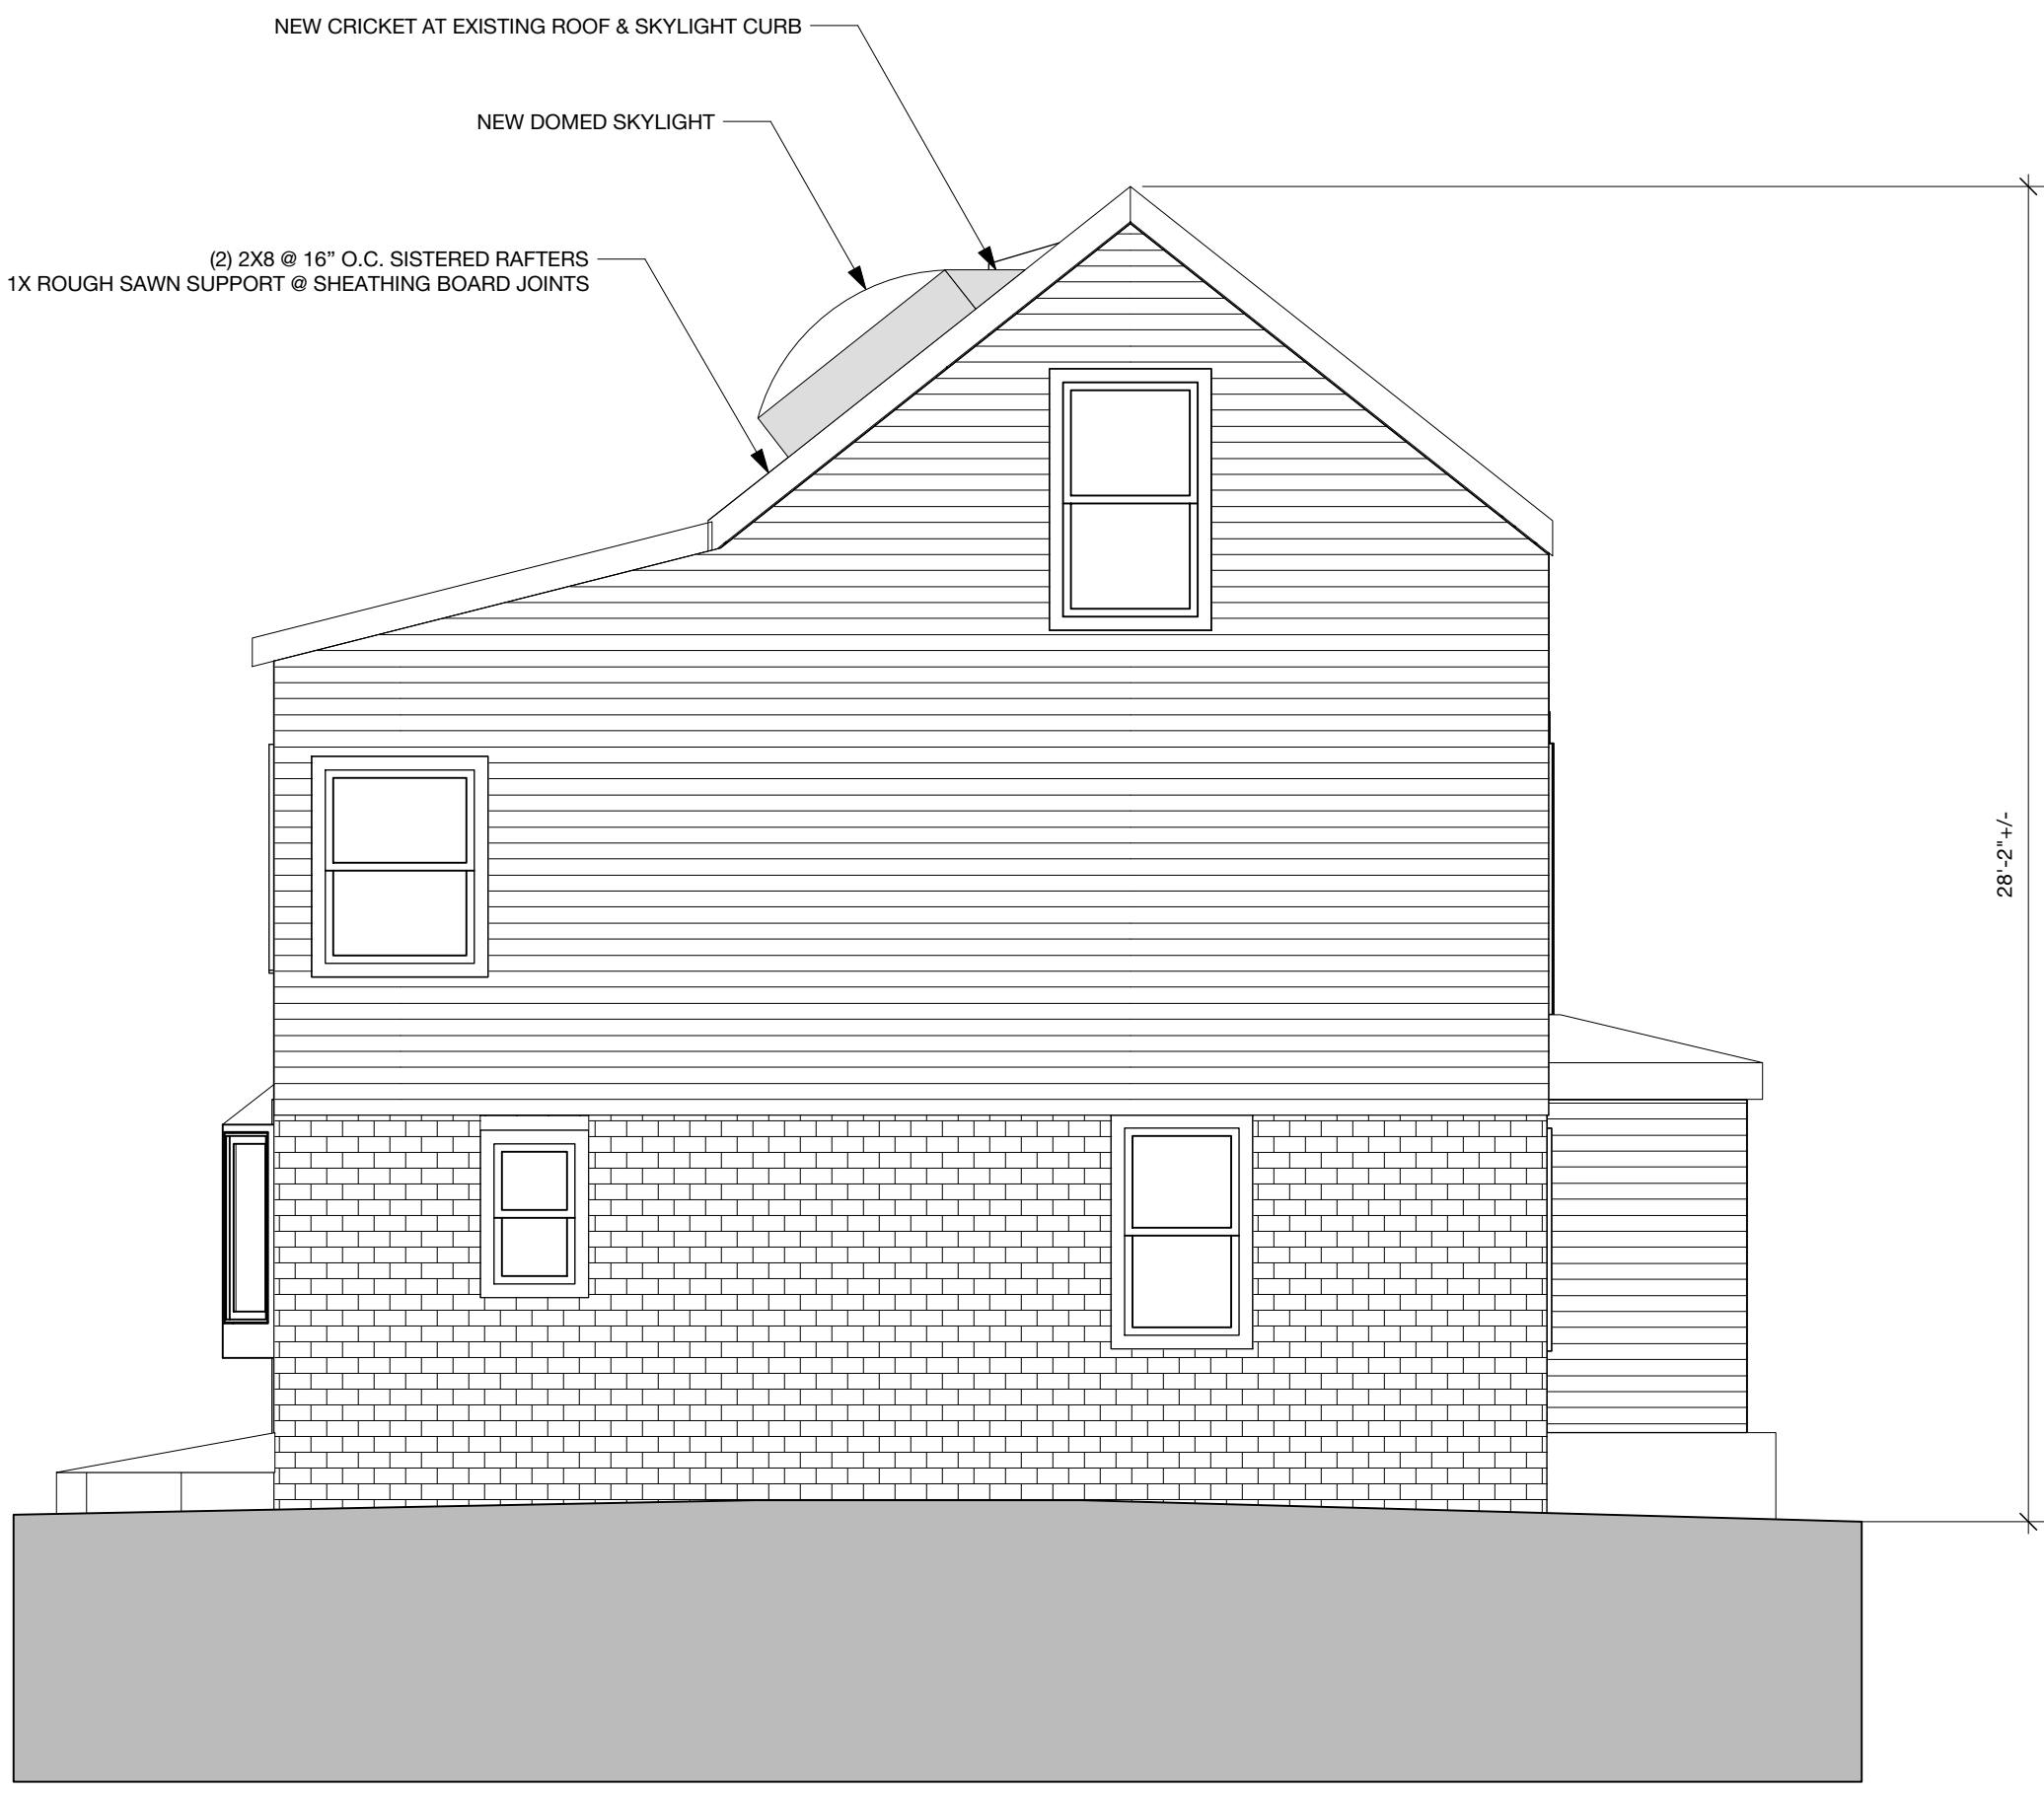 NEW CRICKET AT EXISTING ROOF & SKYLIGHT CURB
NEW DOMED SKYLIGHT
(2) 2X8 @ 16” O.C. SISTERED RAFTERS
1X ROUGH SAWN SUPPORT @ SHEATHING BOARD JOINTS
28'-2"+/-